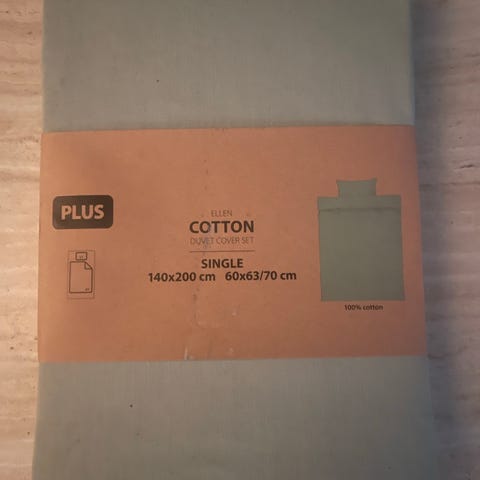 PLUS
ELLEN
COTTON
DUVET COVER SET
SINGLE
140x200 cm 60x63/70 cm
100% cotton